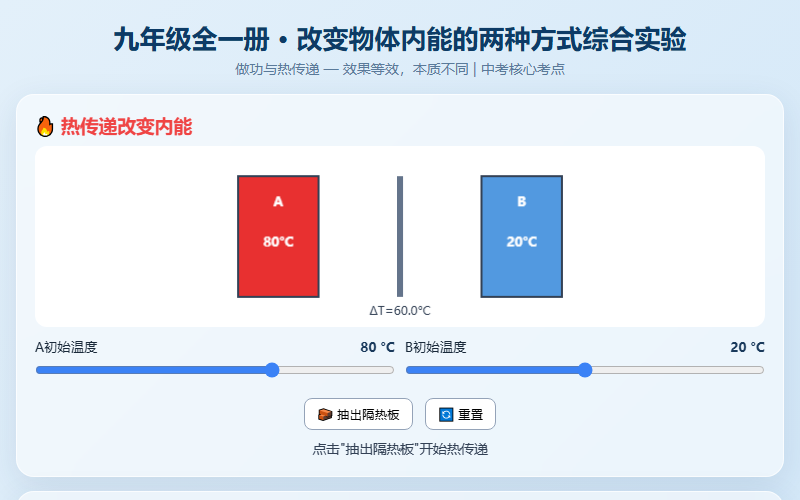 九年级全一册·改变物体内能的两种方式综合实验
做功与热传递 — 效果等效，本质不同 | 中考核心考点
热传递改变内能
A
80°C
B
20°C
ΔT=60.0°C
A初始温度 80 °C
B初始温度 20 °C
抽出隔热板
重置
点击"抽出隔热板"开始热传递